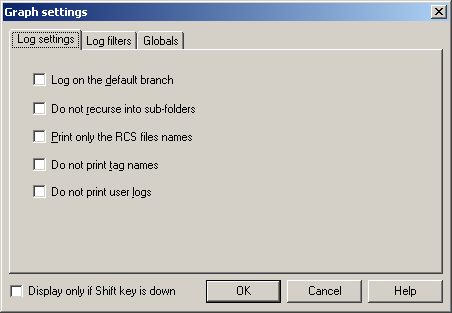 Graph settings
Log settings
Log filters
Globals
Log on the default branch
Do not recurse into sub-folders
Print only the RCS files names
Do not print tag names
Do not print user logs
Display only if Shift key is down
OK
Cancel
Help